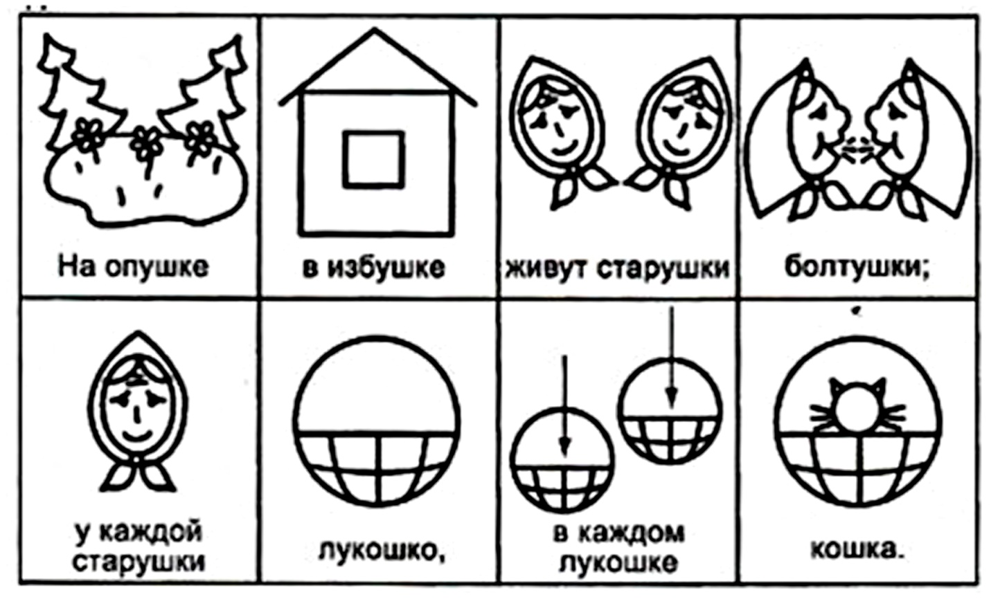 На опушке
в избушке
живут старушки
болтушки;
у каждой
старушки
лукошко,
в каждом
лукошке
кошка.